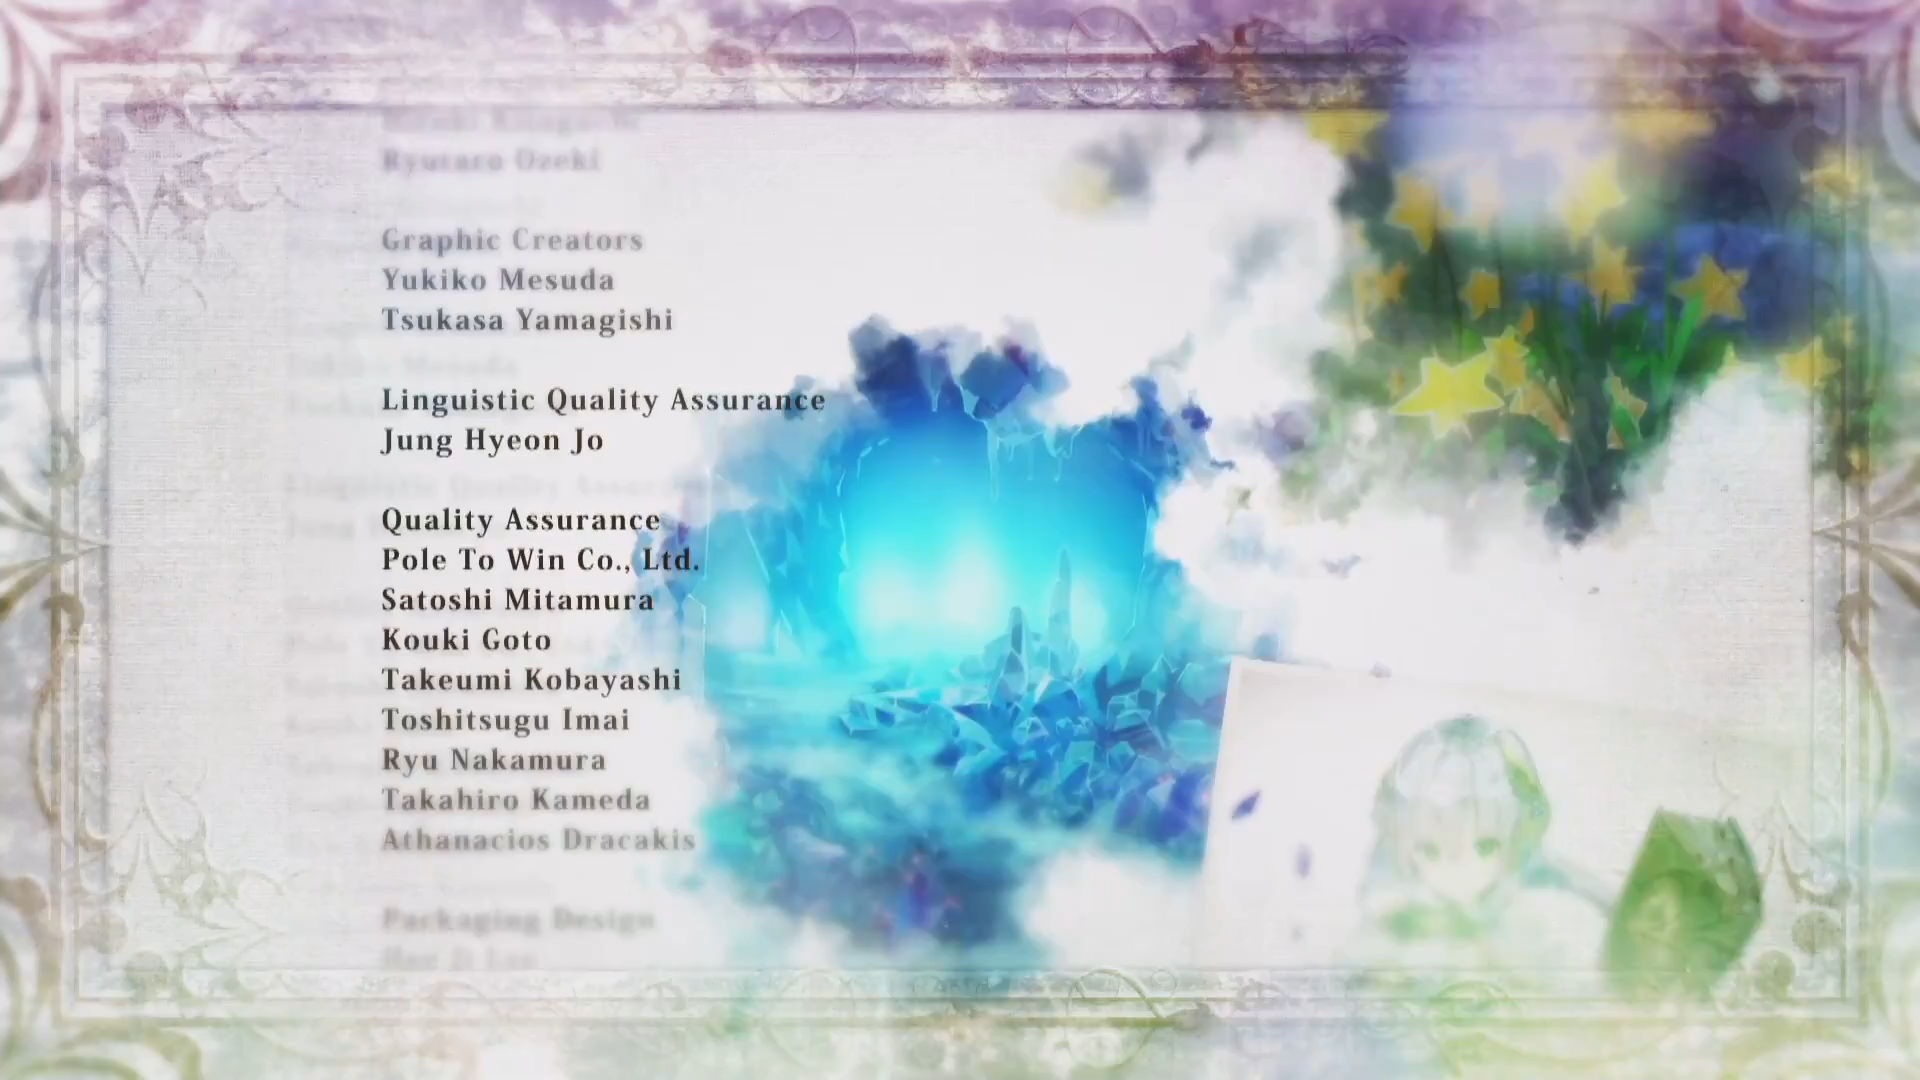 Ryutaro Ozeki
Graphic Creators
Yukiko Mesuda
Tsukasa Yamagishi
Linguistic Quality Assurance
Jung Hyeon Jo
Quality Assurance
Pole To Win Co., Ltd.
Satoshi Mitamura
Kouki Goto
Takeumi Kobayashi
Toshitsugu Imai
Ryu Nakamura
Takahiro Kameda
Athanacios Dracakis
Packaging Design